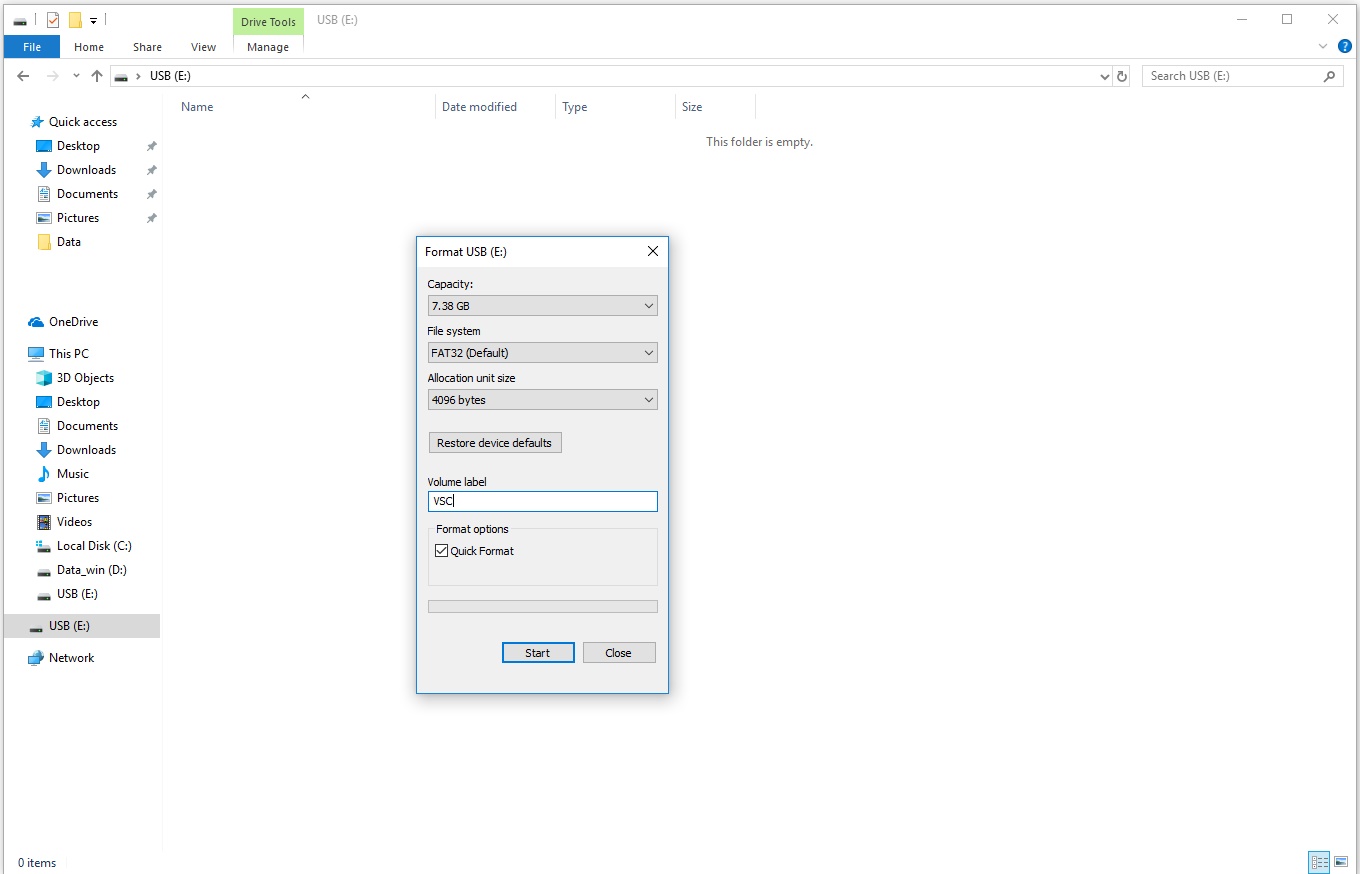 Drive Tools USB (E:)
File Home Share View Manage
USB (E:) Search USB (E:)
Name Date modified Type Size
This folder is empty.
Quick access
Desktop
Downloads
Documents
Pictures
Data
OneDrive
This PC
3D Objects
Desktop
Documents
Downloads
Music
Pictures
Videos
Local Disk (C:)
Data_win (D:)
USB (E:)
USB (E:)
Network
Format USB (E:)
Capacity:
7.38 GB
File system
FAT32 (Default)
Allocation unit size
4096 bytes
Restore device defaults
Volume label
VSC
Format options
Quick Format
Start Close
0 items